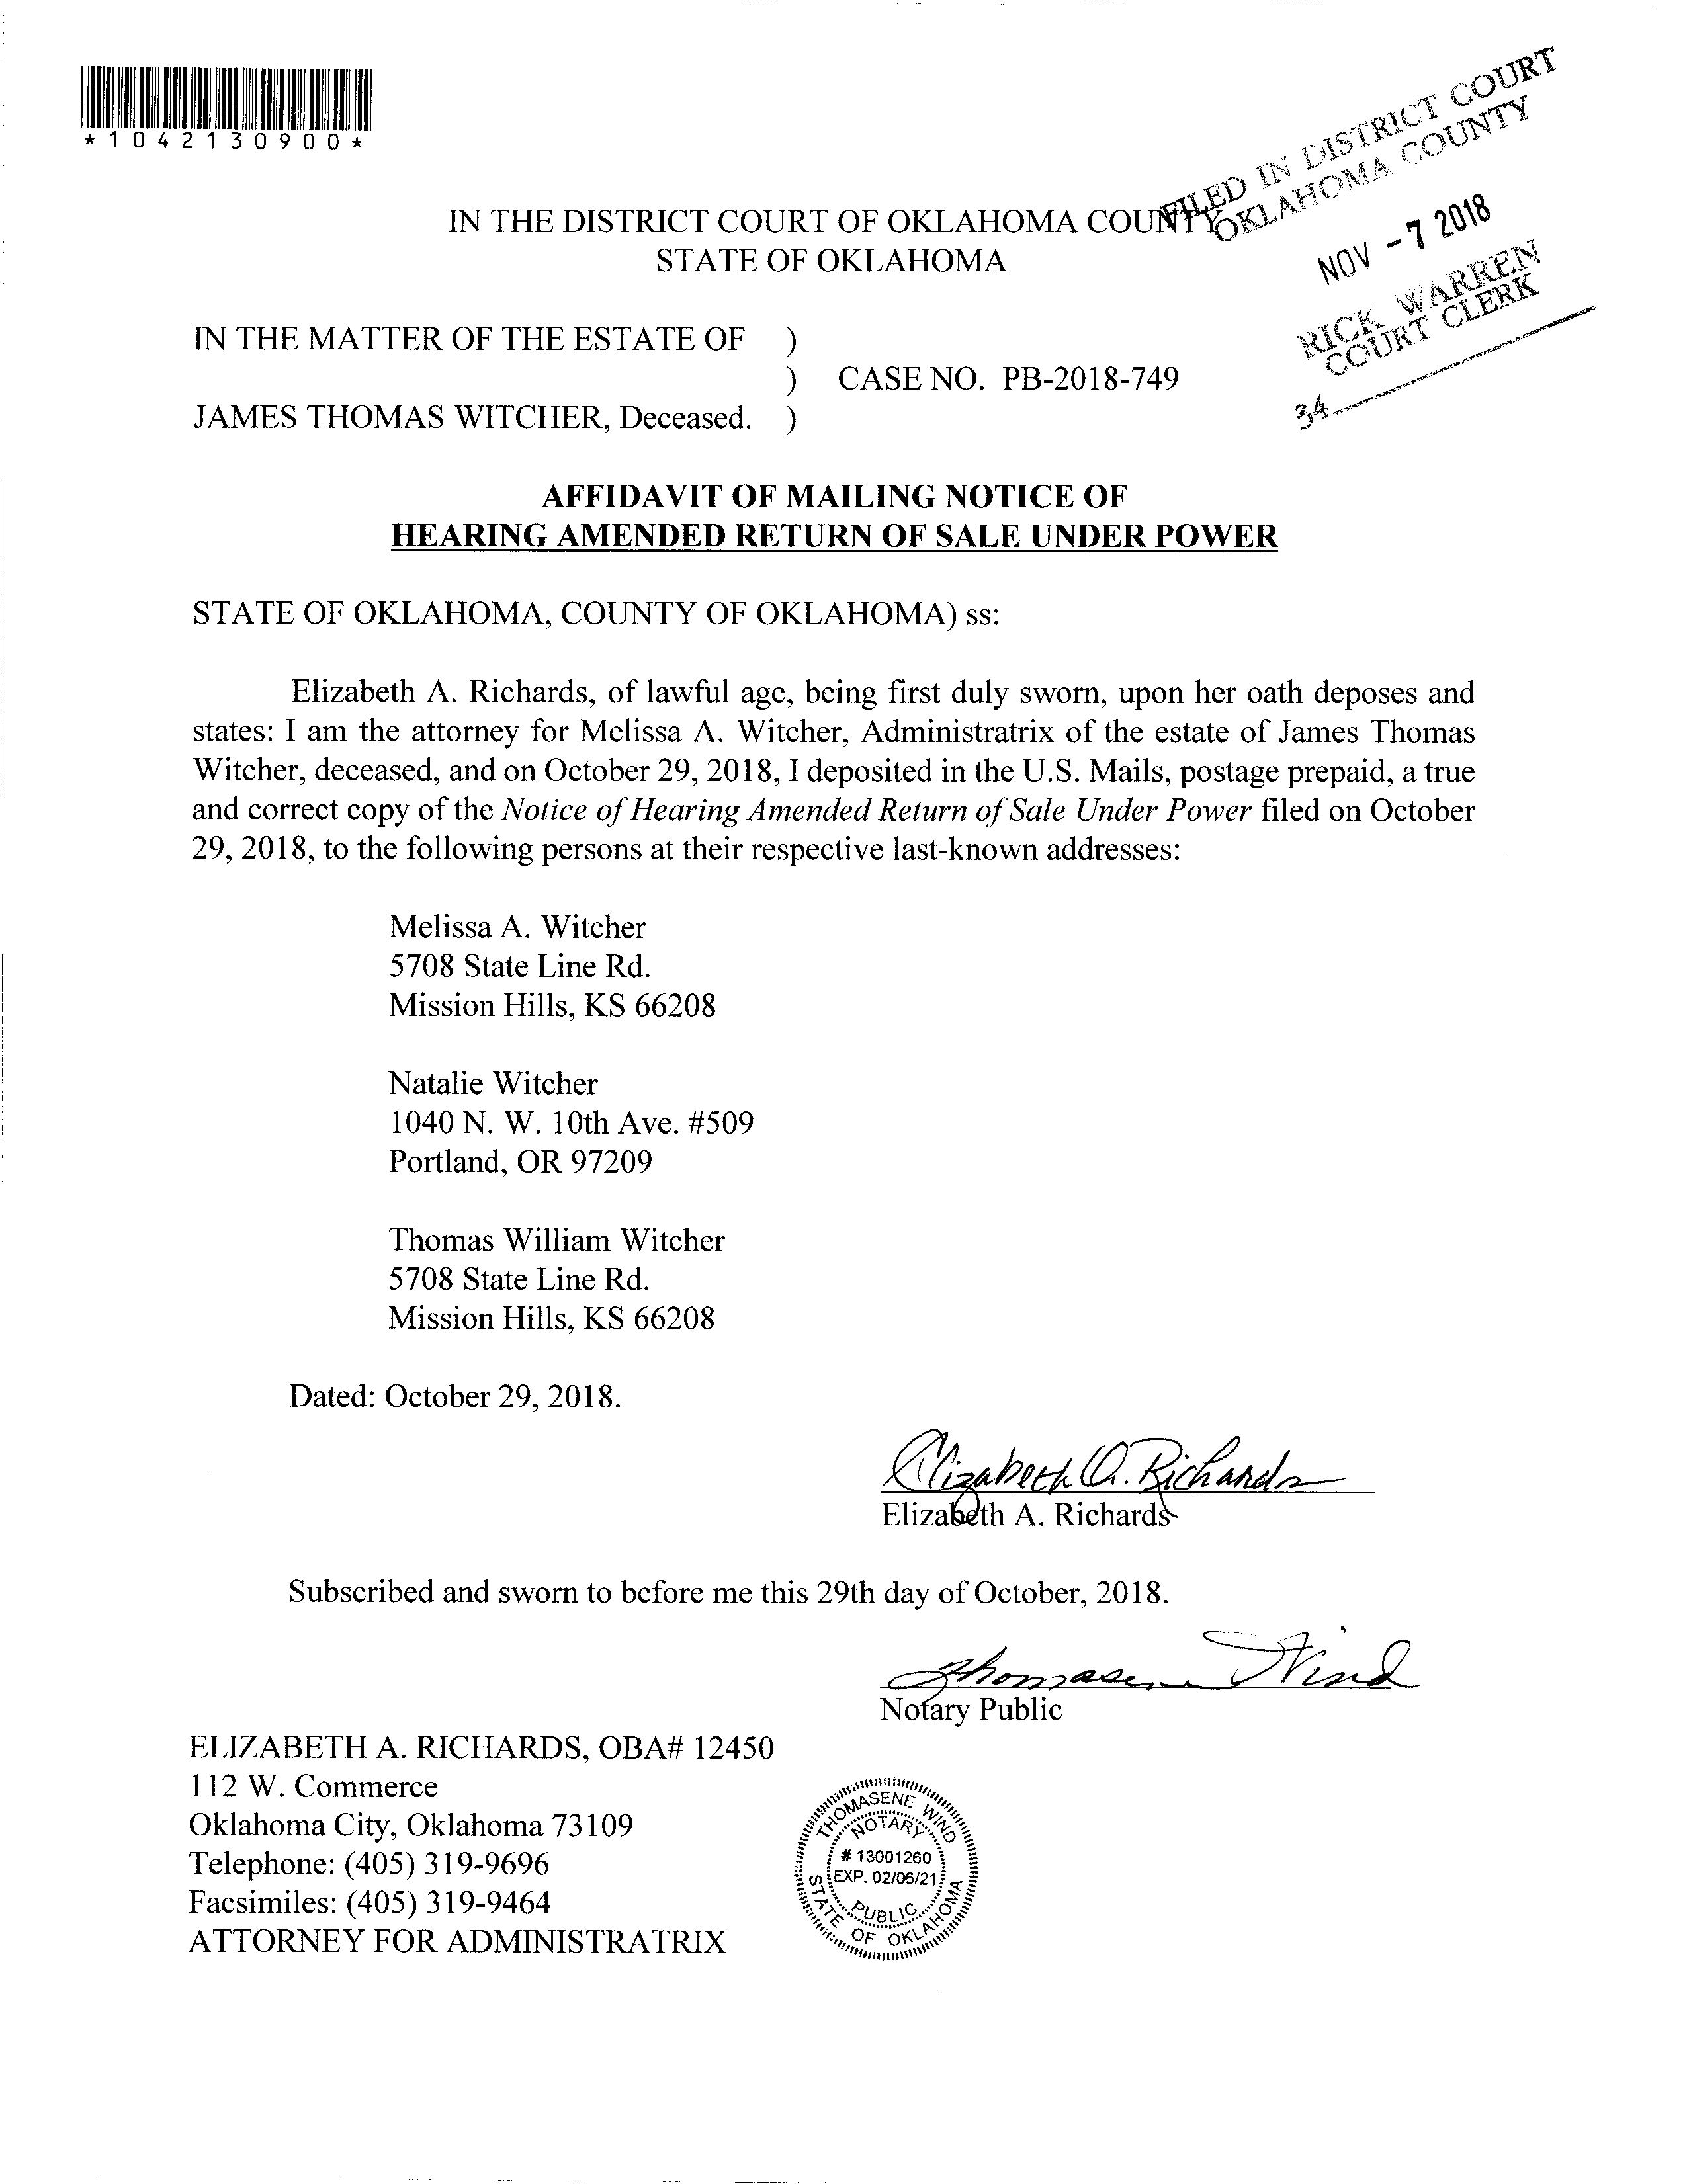 *1042130900*
FILED IN DISTRICT COURT
OKLAHOMA COUNTY
NOV - 7 2018
RICK WARREN
COURT CLERK
34
IN THE DISTRICT COURT OF OKLAHOMA COUNTY
STATE OF OKLAHOMA
IN THE MATTER OF THE ESTATE OF )
) CASE NO. PB-2018-749
JAMES THOMAS WITCHER, Deceased. )
AFFIDAVIT OF MAILING NOTICE OF
HEARING AMENDED RETURN OF SALE UNDER POWER
STATE OF OKLAHOMA, COUNTY OF OKLAHOMA) ss:
Elizabeth A. Richards, of lawful age, being first duly sworn, upon her oath deposes and
states: I am the attorney for Melissa A. Witcher, Administratrix of the estate of James Thomas
Witcher, deceased, and on October 29, 2018, I deposited in the U.S. Mails, postage prepaid, a true
and correct copy of the Notice of Hearing Amended Return of Sale Under Power filed on October
29, 2018, to the following persons at their respective last-known addresses:
Melissa A. Witcher
5708 State Line Rd.
Mission Hills, KS 66208
Natalie Witcher
1040 N. W. 10th Ave. #509
Portland, OR 97209
Thomas William Witcher
5708 State Line Rd.
Mission Hills, KS 66208
Dated: October 29, 2018.
Elizabeth A. Richards
Elizabeth A. Richards
Subscribed and sworn to before me this 29th day of October, 2018.
Thomasene Wind
Notary Public
ELIZABETH A. RICHARDS, OBA# 12450
112 W. Commerce
Oklahoma City, Oklahoma 73109
Telephone: (405) 319-9696
Facsimiles: (405) 319-9464
ATTORNEY FOR ADMINISTRATRIX
THOMASENE WIND
NOTARY
# 13001260
EXP. 02/06/21
PUBLIC
STATE OF OKLAHOMA